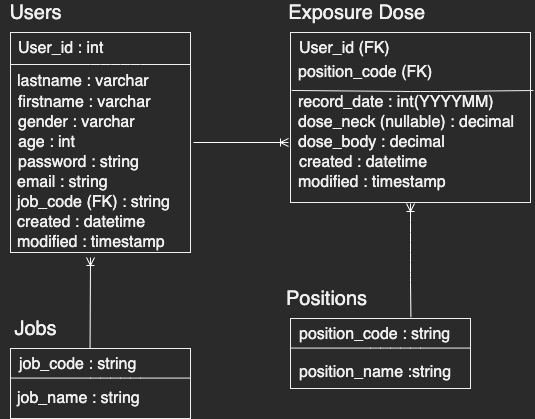 Users
User_id : int
lastname : varchar
firstname : varchar
gender : varchar
age : int
password : string
email : string
job_code (FK) : string
created : datetime
modified : timestamp
Exposure Dose
User_id (FK)
position_code (FK)
record_date : int(YYYYMM)
dose_neck (nullable) : decimal
dose_body : decimal
created : datetime
modified : timestamp
Jobs
job_code : string
job_name : string
Positions
position_code : string
position_name :string